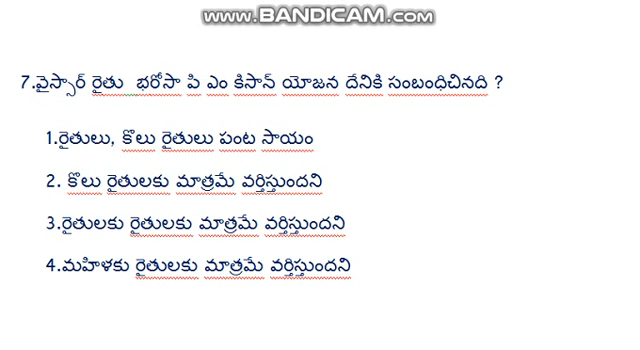 WWW.BANDICAM.COM
7.వైస్సార్ రైతు భరోసా పి ఎం కిసాన్ యోజన దేనికి సంబంధిచినది ?
1.రైతులు, కౌలు రైతులు పంట సాయం
2. కౌలు రైతులకు మాత్రమే వర్తిస్తుందని
3.రైతులకు రైతులకు మాత్రమే వర్తిస్తుందని
4.మహిళకు రైతులకు మాత్రమే వర్తిస్తుందని